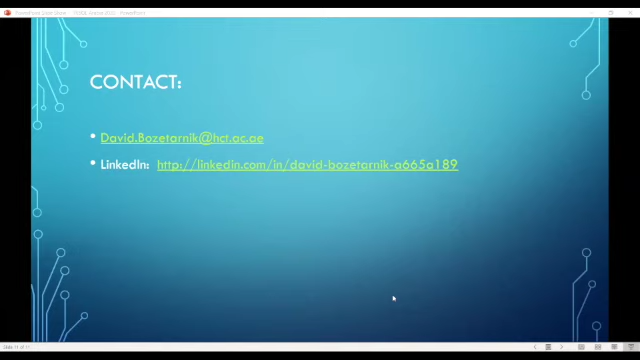 CONTACT:
• David.Bozetarnik@hct.ac.ae
• LinkedIn: http://linkedin.com/in/david-bozetarnik-a665a189